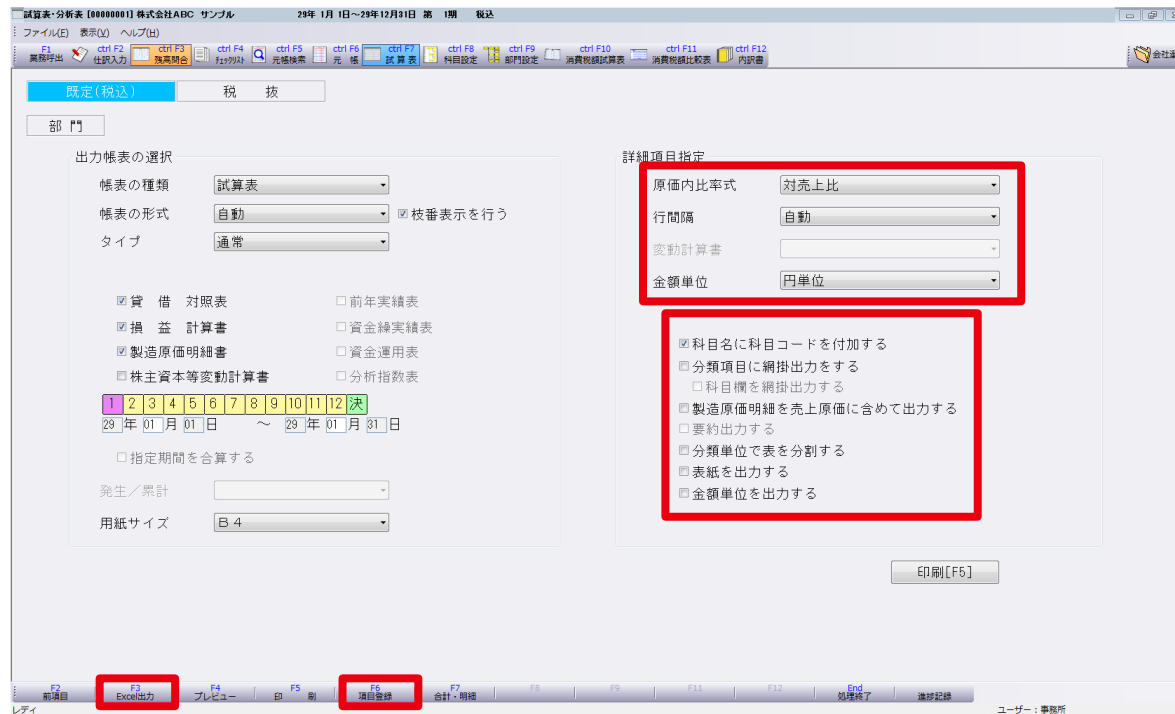 試算表・分析表 [00000001] 株式会社ABC サンプル 29年 1月 1日〜29年12月31日 第 1期 税込
ファイル(F) 表示(V) ヘルプ(H)
F1 業務呼出 ctrl F2 仕訳入力 ctrl F3 残高問合 ctrl F4 チェックリスト ctrl F5 元帳検索 ctrl F6 元 帳 ctrl F7 試 算 表 ctrl F8 科目設定 ctrl F9 部門設定 ctrl F10 消費税額試算表 ctrl F11 消費税額比較表 ctrl F12 内訳書 会社
既定(税込) 税 抜
部 門
出力帳表の選択
帳表の種類 試算表
帳表の形式 自動 枝番表示を行う
タイプ 通常
貸 借 対照表 前年実績表
損 益 計算書 資金繰実績表
製造原価明細書 資金運用表
株主資本等変動計算書 分析指数表
1 2 3 4 5 6 7 8 9 10 11 12 決
29 年 01 月 01 日 〜 29 年 01 月 31 日
指定期間を合算する
発生／累計
用紙サイズ B４
詳細項目指定
原価内比率式 対売上比
行間隔 自動
変動計算書
金額単位 円単位
科目名に科目コードを付加する
分類項目に網掛出力をする
科目欄を網掛出力する
製造原価明細を売上原価に含めて出力する
要約出力する
分類単位で表を分割する
表紙を出力する
金額単位を出力する
印刷[F5]
F2 前項目 F3 Excel出力 F4 プレビュー F5 印 刷 F6 項目登録 F7 合計・明細 F8 F9 F11 F12 End 処理終了 進捗記録
レディ ユーザー：事務所